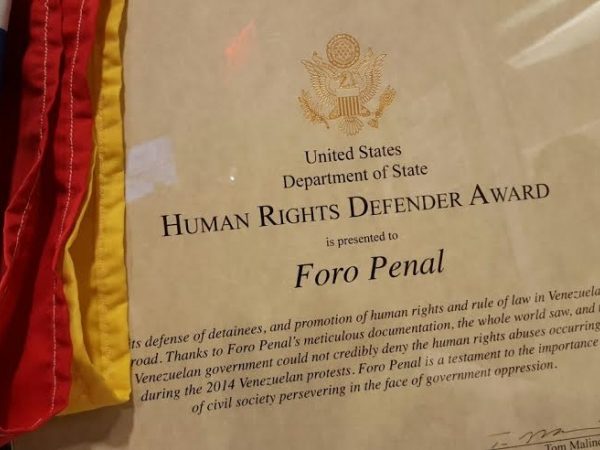 United States
Department of State
HUMAN RIGHTS DEFENDER AWARD
is presented to
Foro Penal
its defense of detainees, and promotion of human rights and rule of law in Venezuela
road. Thanks to Foro Penal's meticulous documentation, the whole world saw, and
Venezuelan government could not credibly deny the human rights abuses occurring
during the 2014 Venezuelan protests. Foro Penal is a testament to the importance
of civil society persevering in the face of government oppression.
Tom Malino